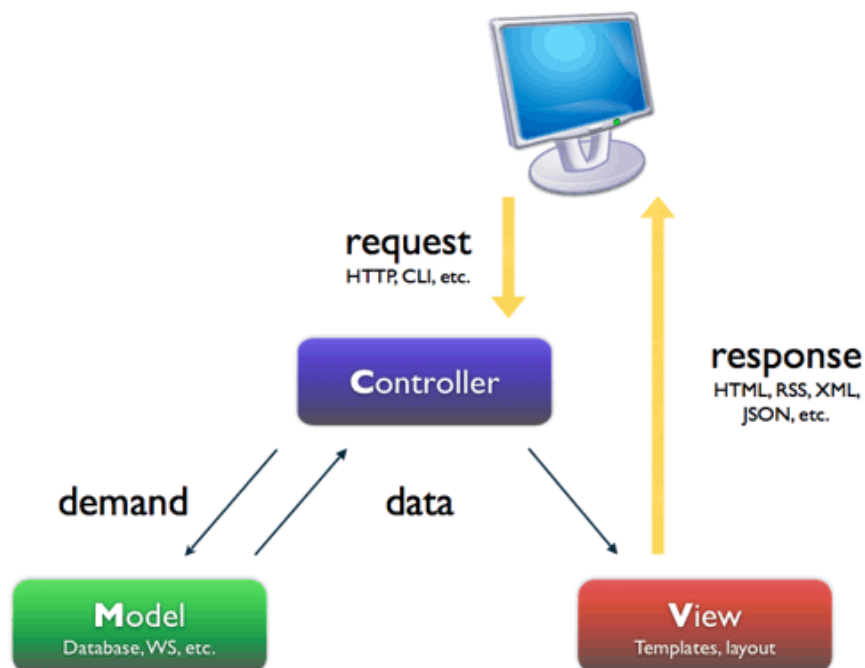 request
HTTP, CLI, etc.
Controller
response
HTML, RSS, XML,
JSON, etc.
demand
data
Model
Database, WS, etc.
View
Templates, layout